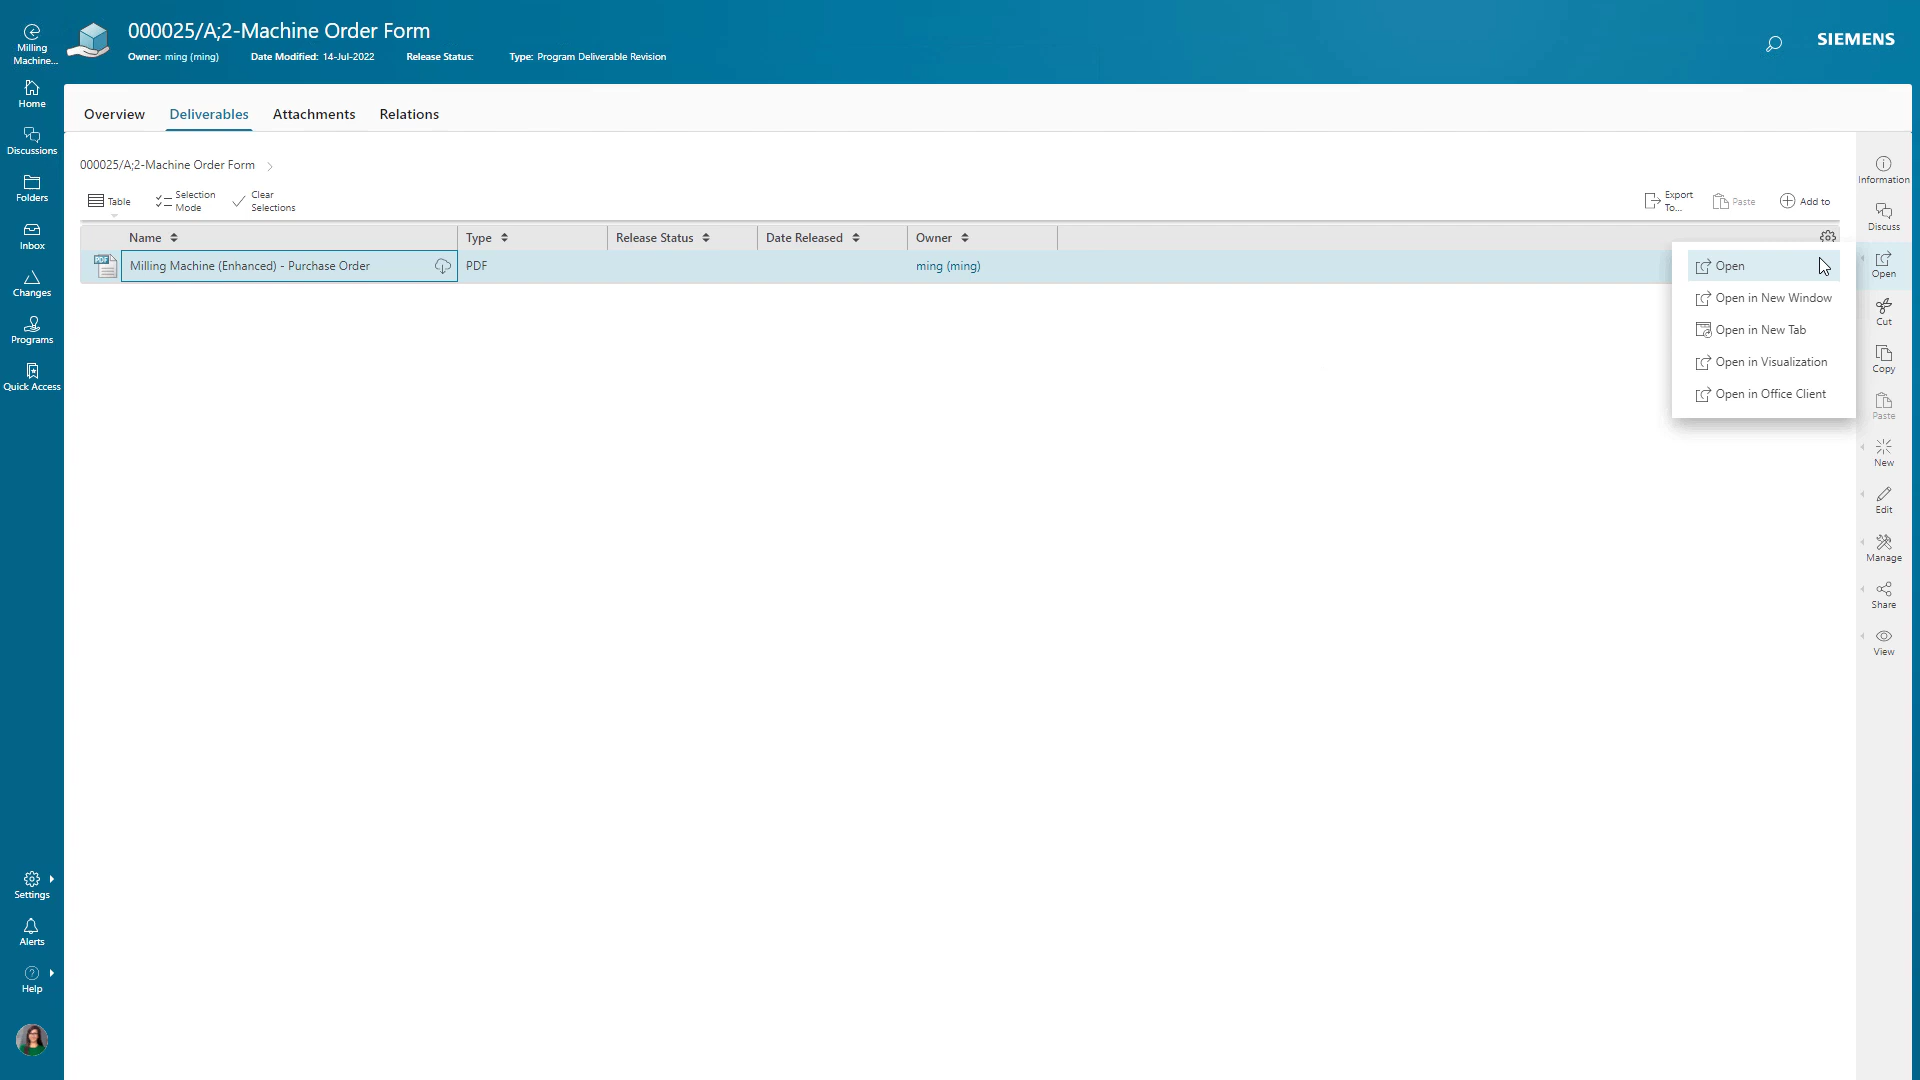 Milling
Machine...
000025/A;2-Machine Order Form
Owner: ming (ming) Date Modified: 14-Jul-2022 Release Status: Type: Program Deliverable Revision
SIEMENS
Home
Discussions
Folders
Inbox
Changes
Programs
Quick Access
Settings
Alerts
Help
Overview Deliverables Attachments Relations
000025/A;2-Machine Order Form
Table
Selection
Mode
Clear
Selections
Export
To...
Paste
Add to
Name Type Release Status Date Released Owner
PDF Milling Machine (Enhanced) - Purchase Order PDF ming (ming)
Open
Open in New Window
Open in New Tab
Open in Visualization
Open in Office Client
Information
Discuss
Open
Cut
Copy
Paste
New
Edit
Manage
Share
View